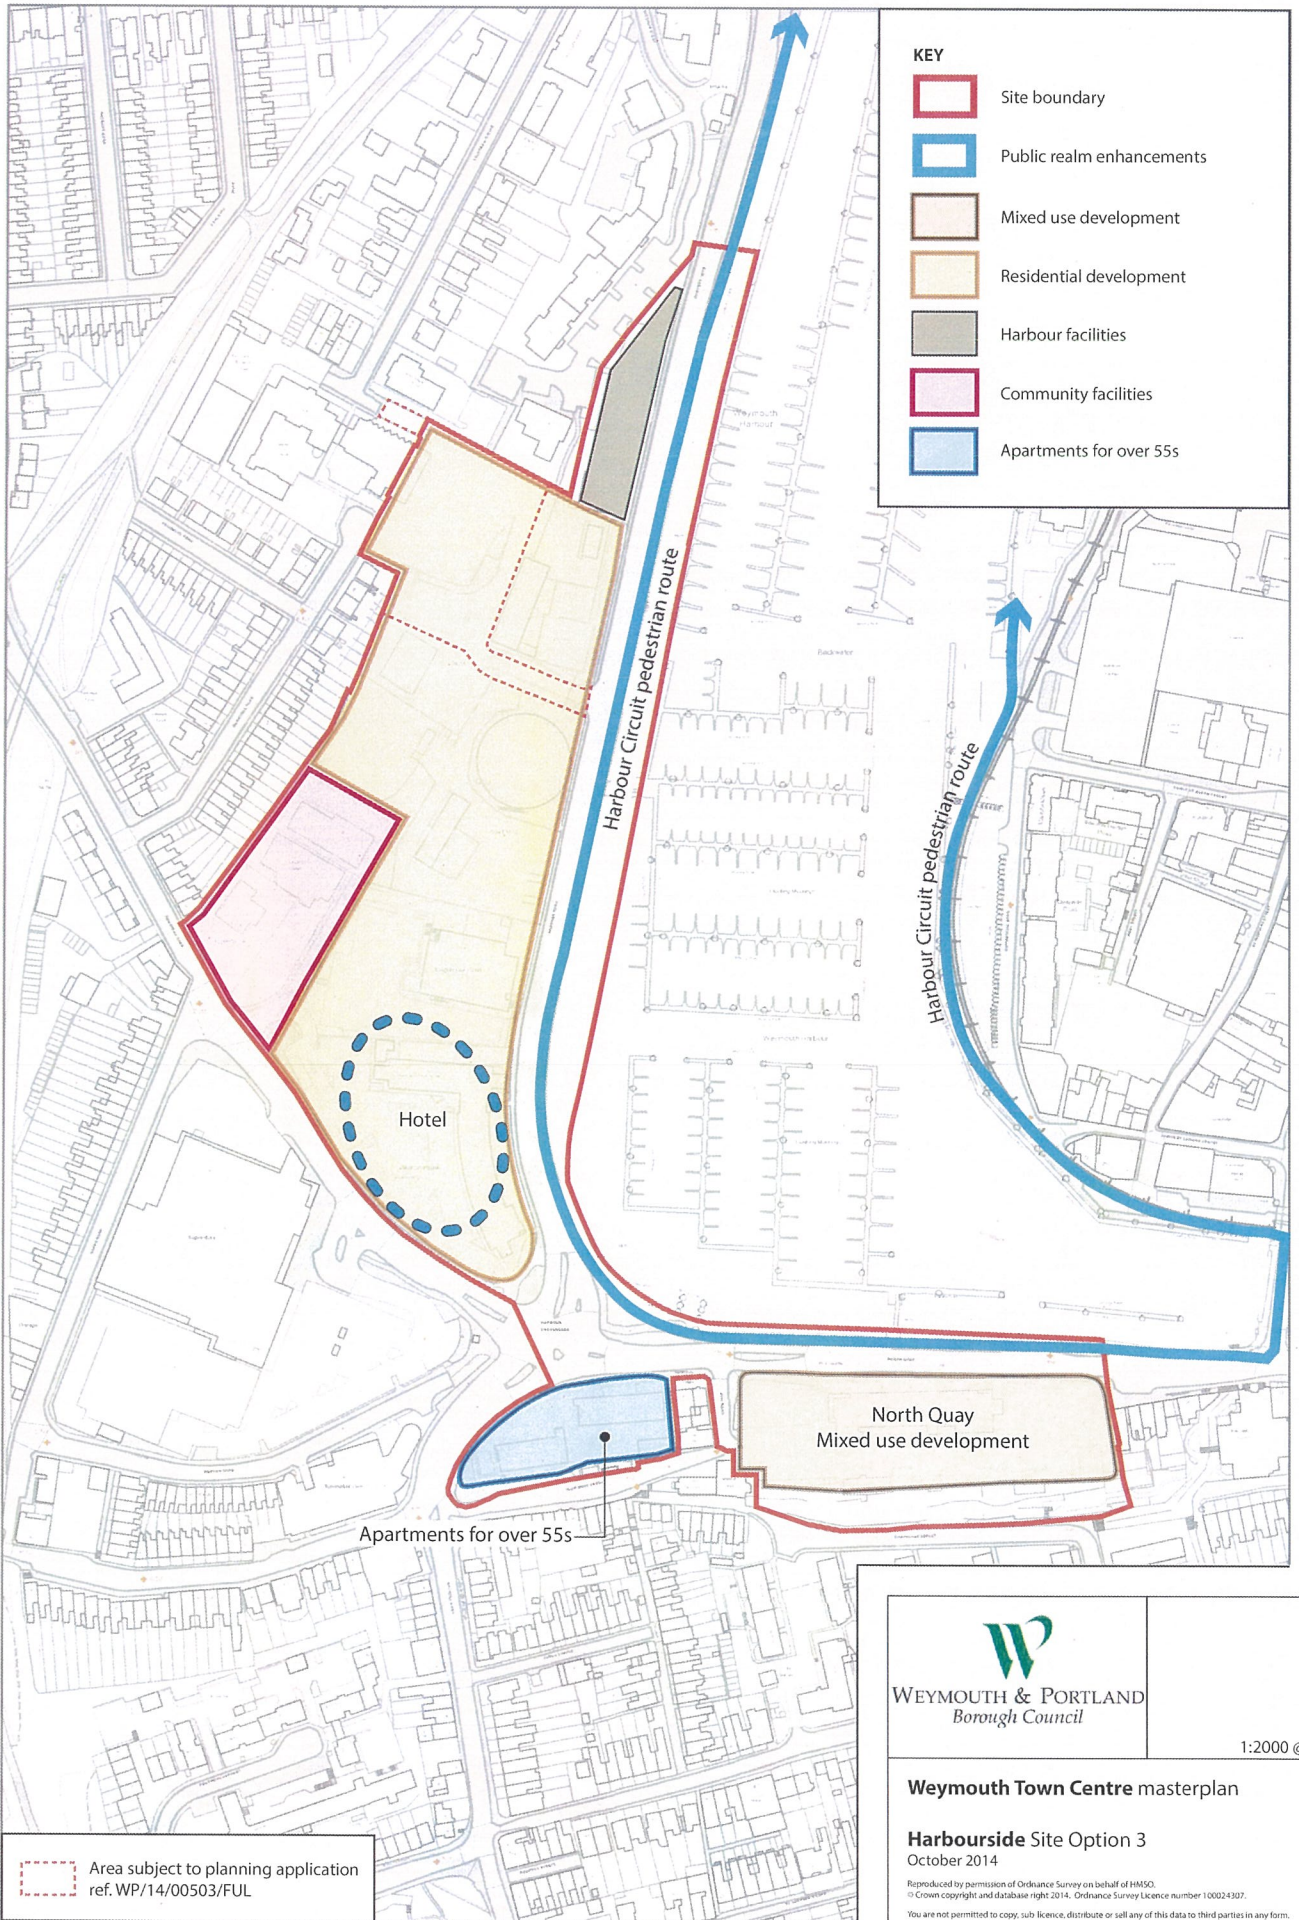 KEY
Site boundary
Public realm enhancements
Mixed use development
Residential development
Harbour facilities
Community facilities
Apartments for over 55s
Weymouth
Harbour
Harbour Circuit pedestrian route
Backwater
Harbour Circuit pedestrian route
Weymouth Harbour
Hotel
North Quay
Mixed use development
Apartments for over 55s
W
WEYMOUTH & PORTLAND
Borough Council
1:2000 @
Weymouth Town Centre masterplan
Harbourside Site Option 3
October 2014
Reproduced by permission of Ordnance Survey on behalf of HMSO.
© Crown copyright and database right 2014. Ordnance Survey Licence number 100024307.
You are not permitted to copy, sub licence, distribute or sell any of this data to third parties in any form.
Area subject to planning application
ref. WP/14/00503/FUL